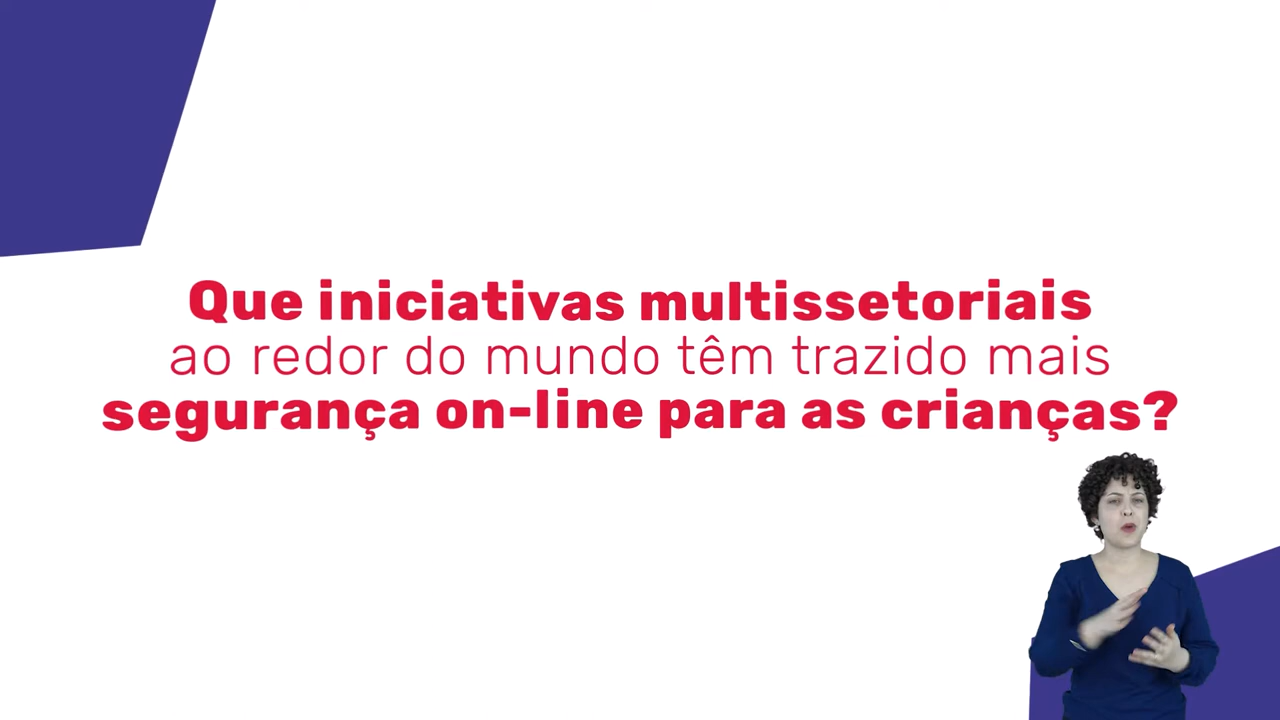 Que iniciativas multissetoriais
ao redor do mundo têm trazido mais
segurança on-line para as crianças?